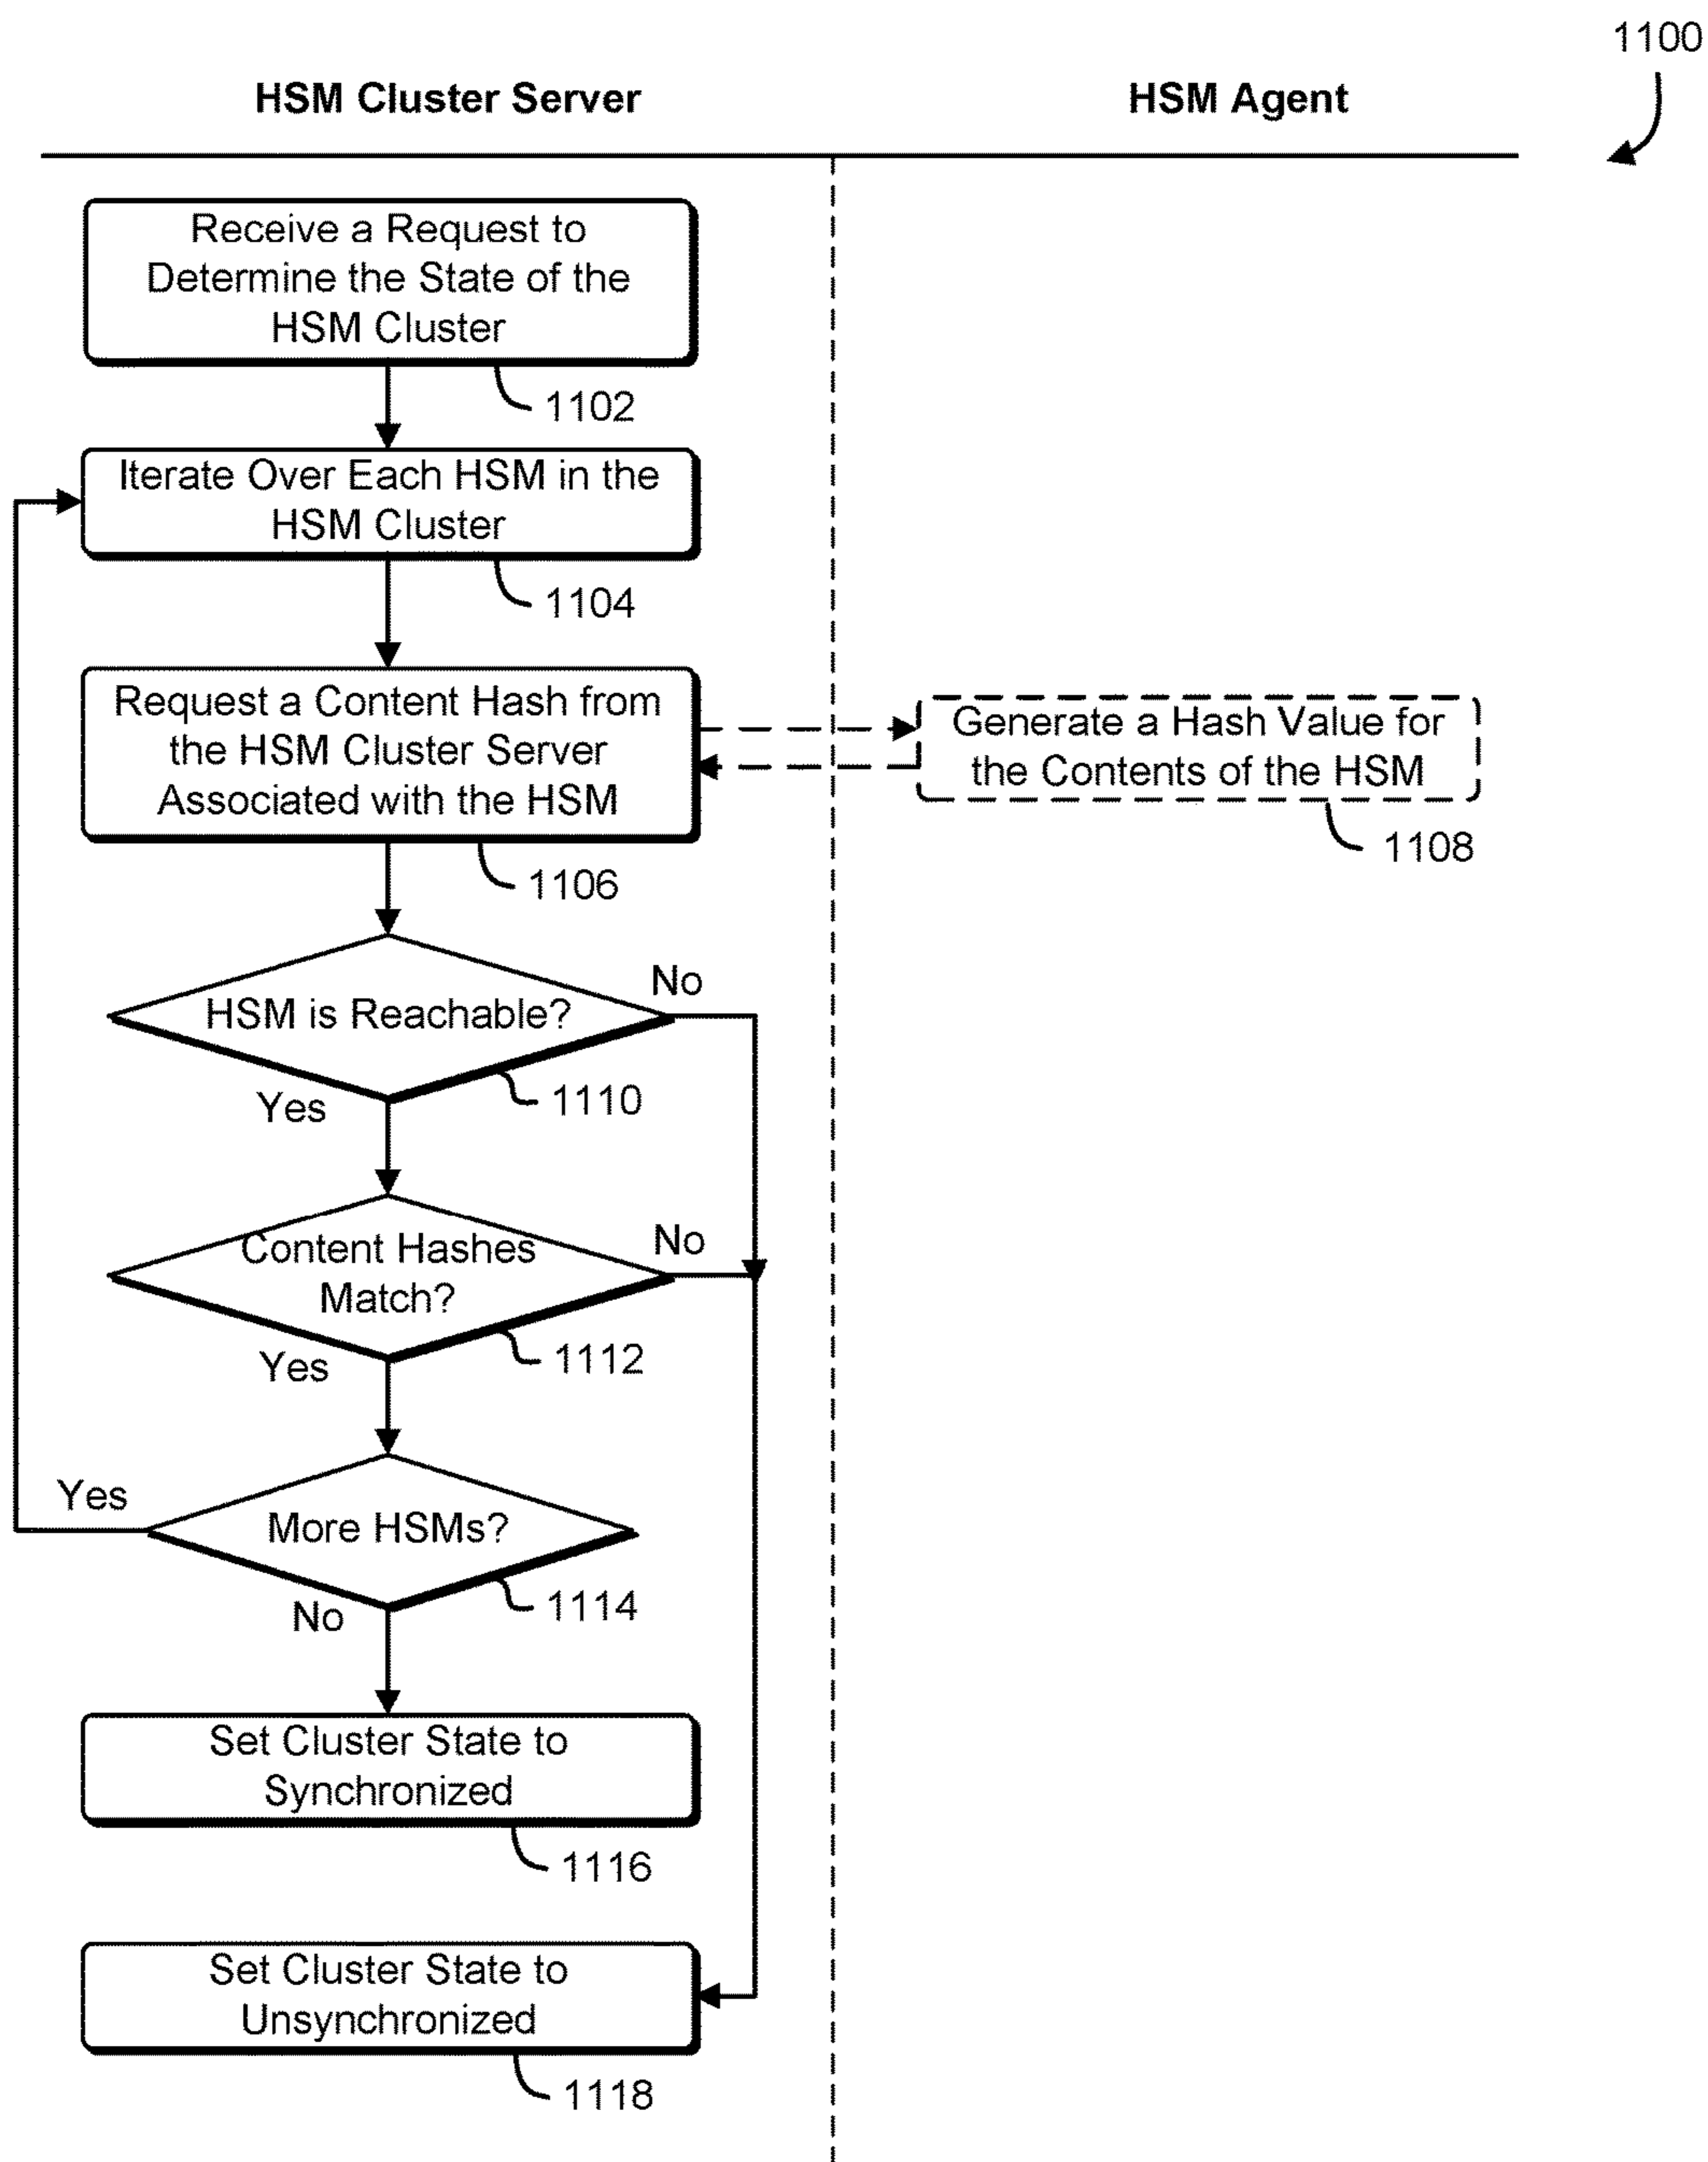 1100
HSM Cluster Server
HSM Agent
Receive a Request to
Determine the State of the
HSM Cluster
1102
Iterate Over Each HSM in the
HSM Cluster
1104
Request a Content Hash from
the HSM Cluster Server
Associated with the HSM
1106
Generate a Hash Value for
the Contents of the HSM
1108
HSM is Reachable?
No
Yes
1110
Content Hashes
Match?
No
Yes
1112
More HSMs?
Yes
No
1114
Set Cluster State to
Synchronized
1116
Set Cluster State to
Unsynchronized
1118